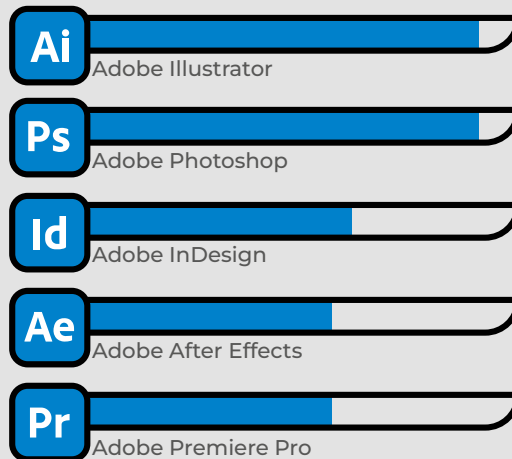 Ai
Adobe Illustrator
Ps
Adobe Photoshop
Id
Adobe InDesign
Ae
Adobe After Effects
Pr
Adobe Premiere Pro